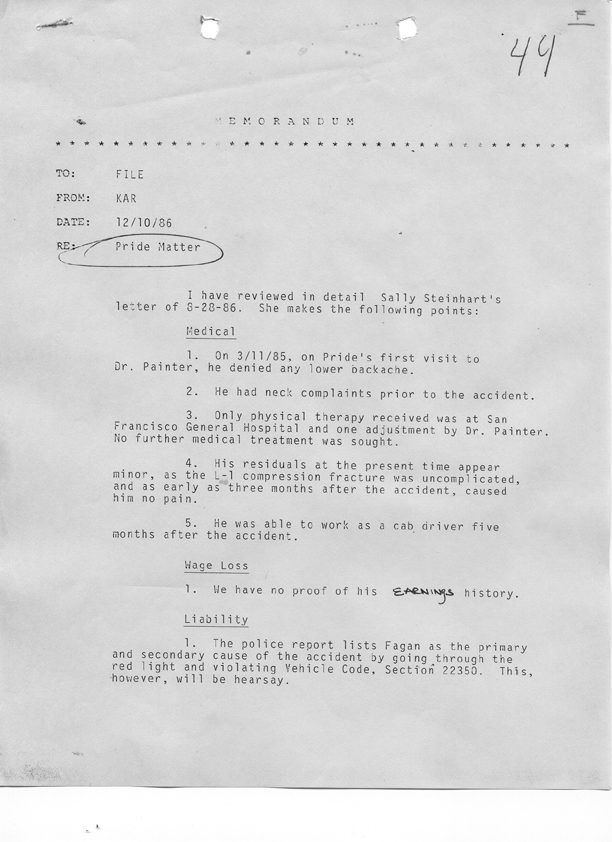 F
49
MEMORANDUM
* * * * * * * * * * * * * * * * * * * * * * * * * * * * * * * * * * * *
TO: FILE
FROM: KAR
DATE: 12/10/86
RE: Pride Matter
I have reviewed in detail Sally Steinhart's
letter of 8-28-86. She makes the following points:
Medical
1. On 3/11/85, on Pride's first visit to
Dr. Painter, he denied any lower backache.
2. He had neck complaints prior to the accident.
3. Only physical therapy received was at San
Francisco General Hospital and one adjustment by Dr. Painter.
No further medical treatment was sought.
4. His residuals at the present time appear
minor, as the L-1 compression fracture was uncomplicated,
and as early as three months after the accident, caused
him no pain.
5. He was able to work as a cab driver five
months after the accident.
Wage Loss
1. We have no proof of his EARNINGS history.
Liability
1. The police report lists Fagan as the primary
and secondary cause of the accident by going through the
red light and violating Vehicle Code, Section 22350. This,
however, will be hearsay.